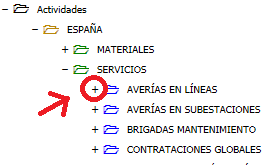 Actividades
ESPAÑA
MATERIALES
SERVICIOS
AVERÍAS EN LÍNEAS
AVERÍAS EN SUBESTACIONES
BRIGADAS MANTENIMIENTO
CONTRATACIONES GLOBALES